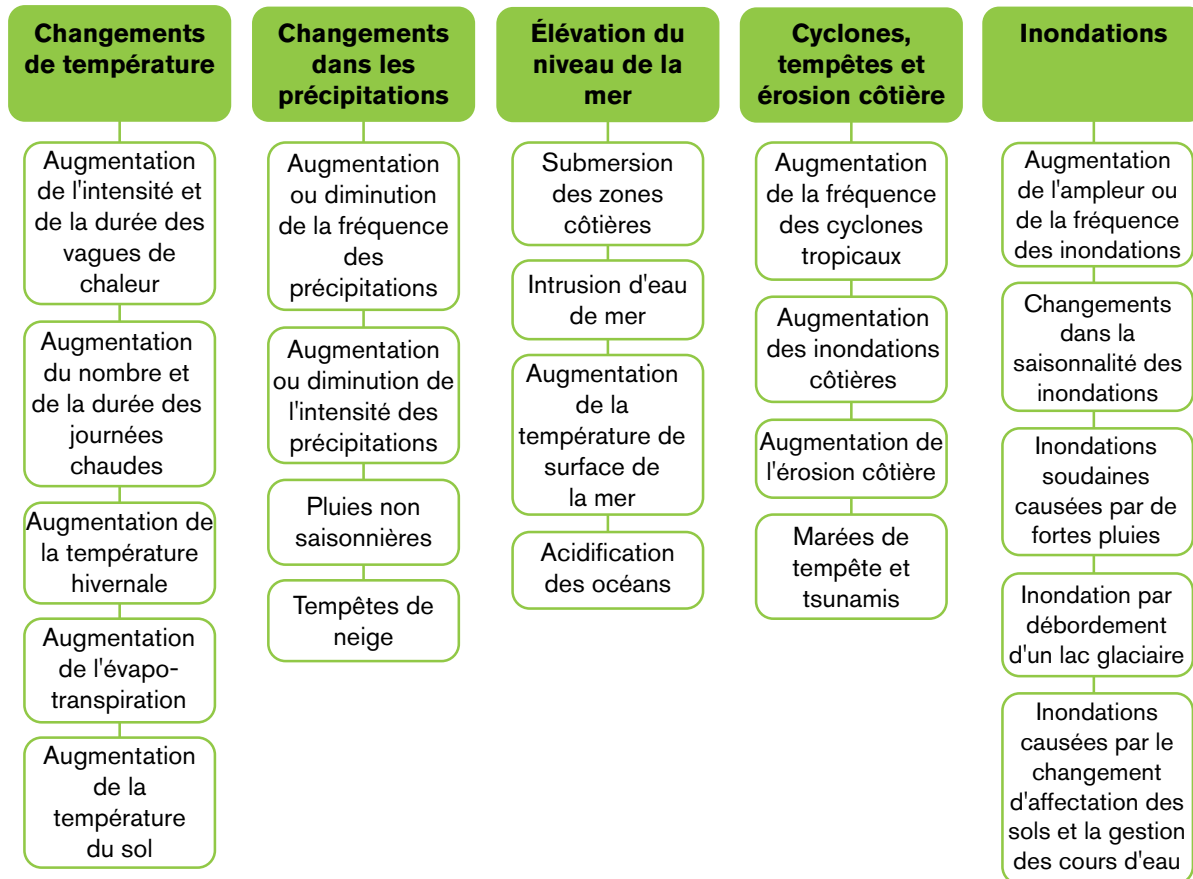 Changements
de température
Augmentation
de l'intensité et
de la durée des
vagues de
chaleur
Augmentation
du nombre et
de la durée des
journées
chaudes
Augmentation de
la température
hivernale
Augmentation
de l'évapo-
transpiration
Augmentation
de la
température
du sol
Changements
dans les
précipitations
Augmentation
ou diminution
de la fréquence
des
précipitations
Augmentation
ou diminution de
l'intensité des
précipitations
Pluies non
saisonnières
Tempêtes de
neige
Élévation du
niveau de la
mer
Submersion
des zones
côtières
Intrusion d'eau
de mer
Augmentation
de la
température de
surface de
la mer
Acidification
des océans
Cyclones,
tempêtes et
érosion côtière
Augmentation
de la fréquence
des cyclones
tropicaux
Augmentation
des inondations
côtières
Augmentation de
l'érosion côtière
Marées de
tempête et
tsunamis
Inondations
Augmentation
de l'ampleur ou
de la fréquence
des inondations
Changements
dans la
saisonnalité des
inondations
Inondations
soudaines
causées par de
fortes pluies
Inondation par
débordement
d'un lac glaciaire
Inondations
causées par le
changement
d'affectation des
sols et la gestion
des cours d'eau